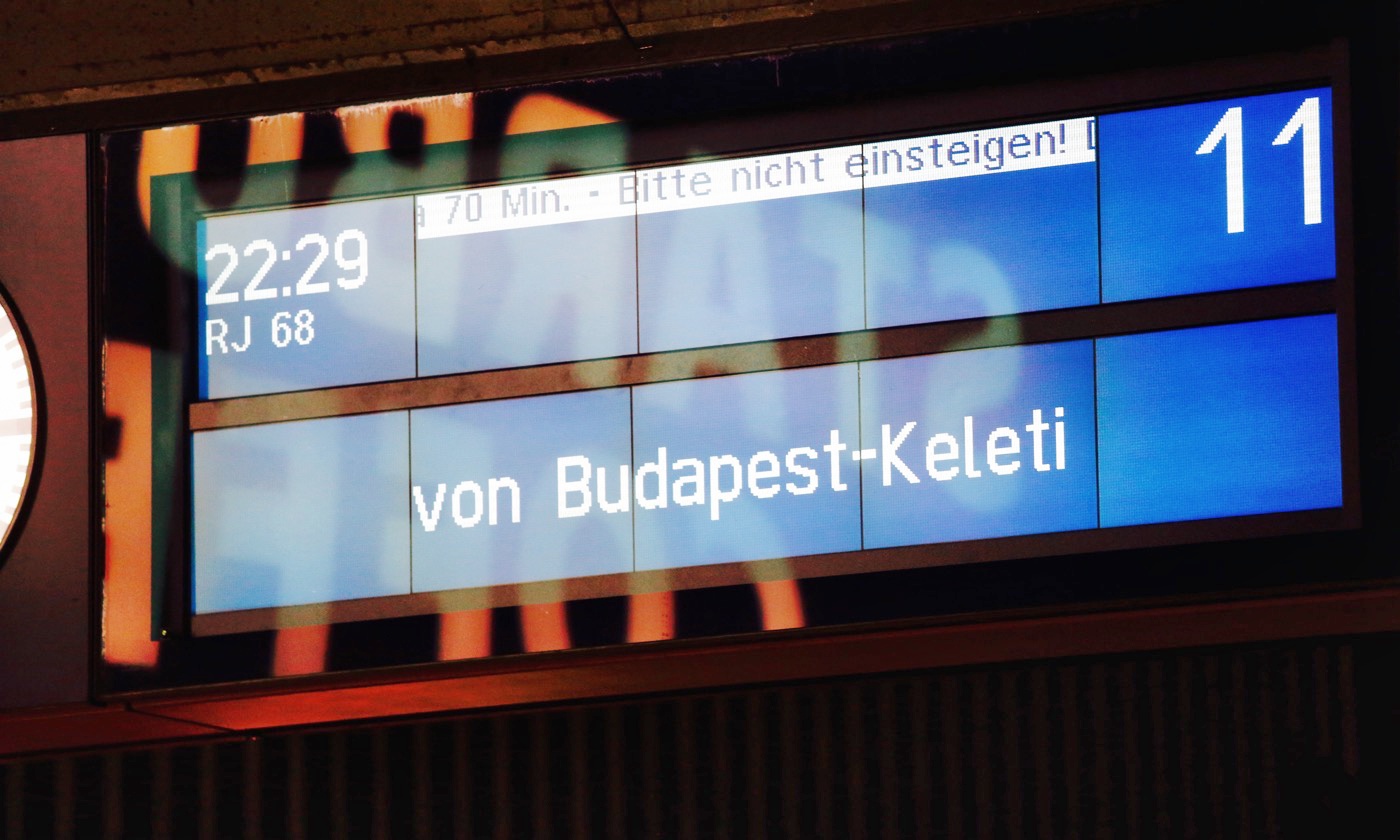 70 Min. - Bitte nicht einsteigen!
11
22:29
RJ 68
von Budapest-Keleti